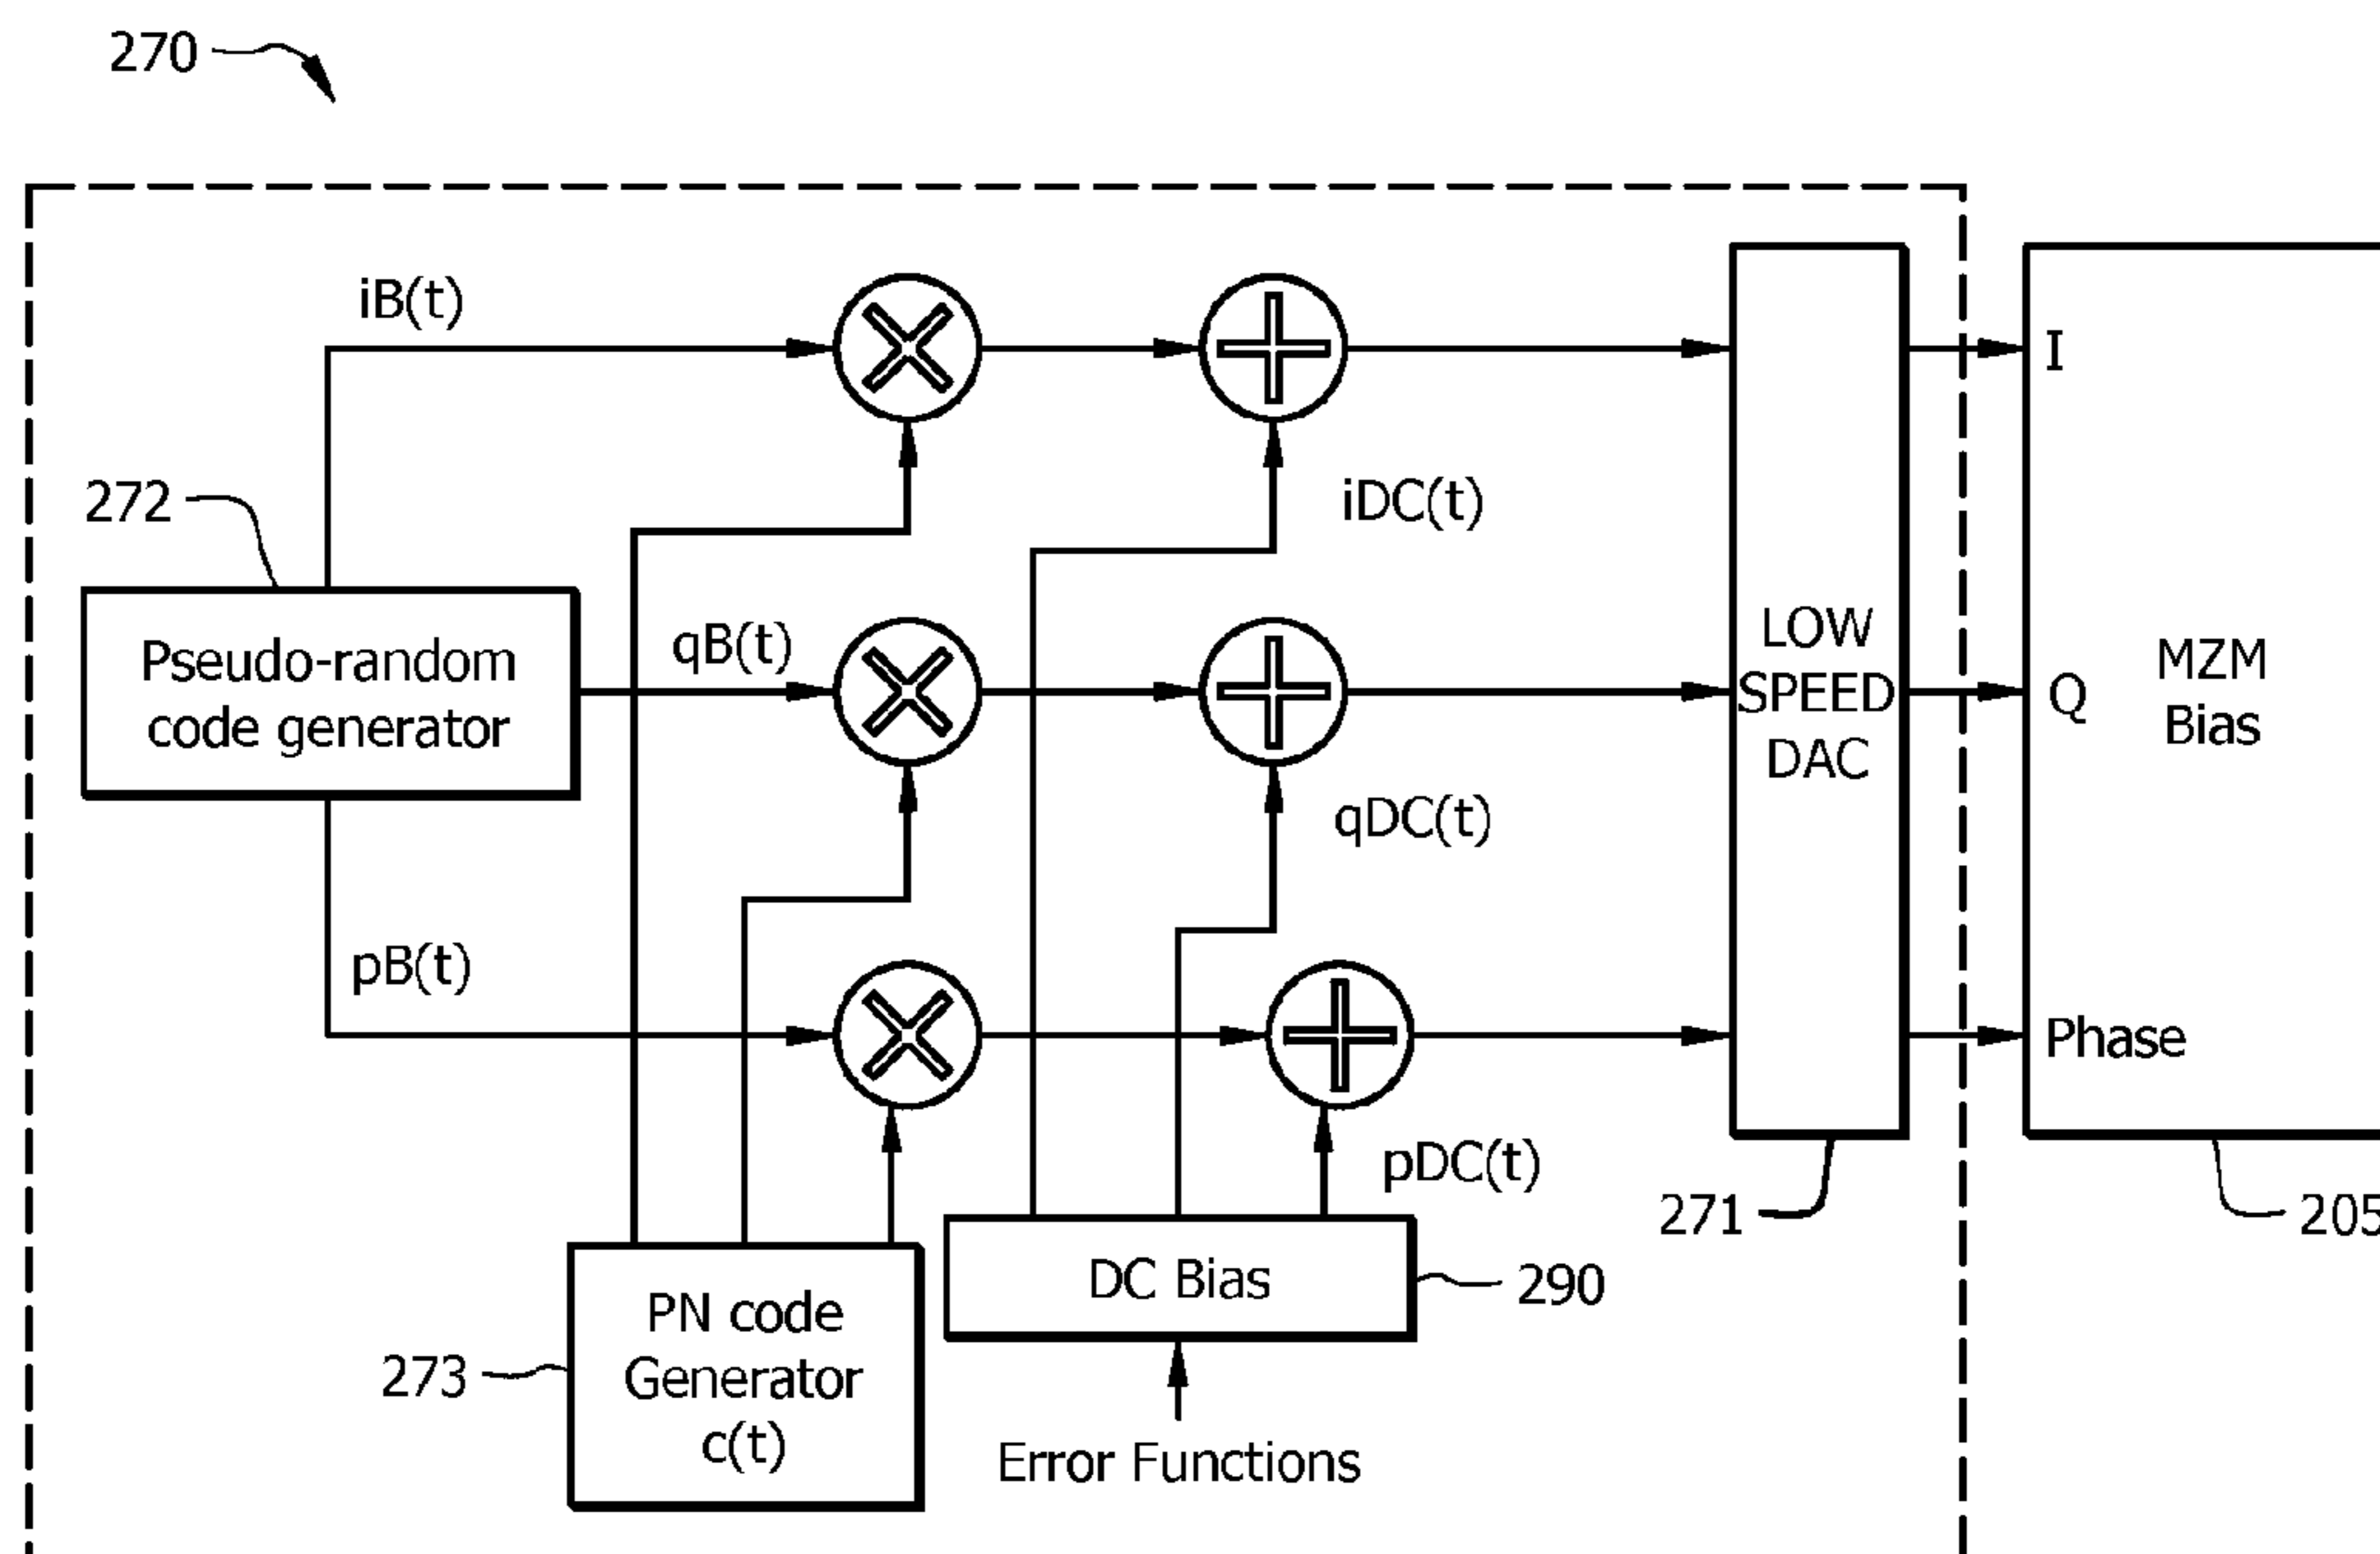 270
iB(t)
I
272
iDC(t)
Pseudo-random
code generator
qB(t)
LOW
SPEED
DAC
Q
MZM
Bias
qDC(t)
pB(t)
Phase
pDC(t)
271
205
DC Bias
290
PN code
Generator
c(t)
273
Error Functions